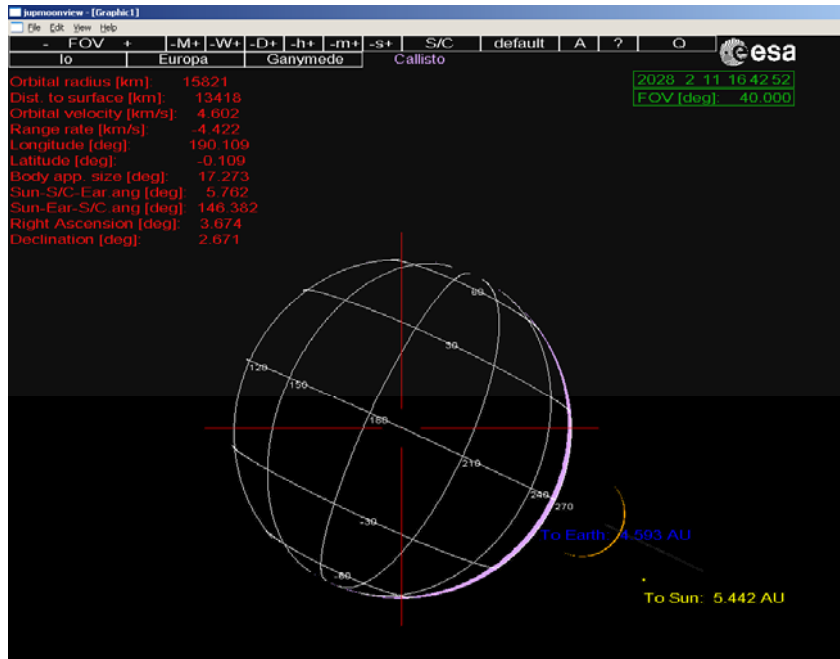 jupmoonview - [Graphic1]
File Edit View Help
- FOV + -M+ -W+ -D+ -h+ -m+ -s+ S/C default A ? Q
Io Europa Ganymede Callisto
esa
Orbital radius [km]: 15821
Dist. to surface [km]: 13418
Orbital velocity [km/s]: 4.602
Range rate [km/s]: -4.422
Longitude [deg]: 190.109
Latitude [deg]: -0.109
Body app. size [deg]: 17.273
Sun-S/C-Ear.ang [deg]: 5.762
Sun-Ear-S/C.ang [deg]: 146.382
Right Ascension [deg]: 3.674
Declination [deg]: 2.671
2028 2 11 16 42 52
FOV [deg]: 40.000
60
30
120
150
180
210
240
270
-30
-60
To Earth: 4.593 AU
To Sun: 5.442 AU